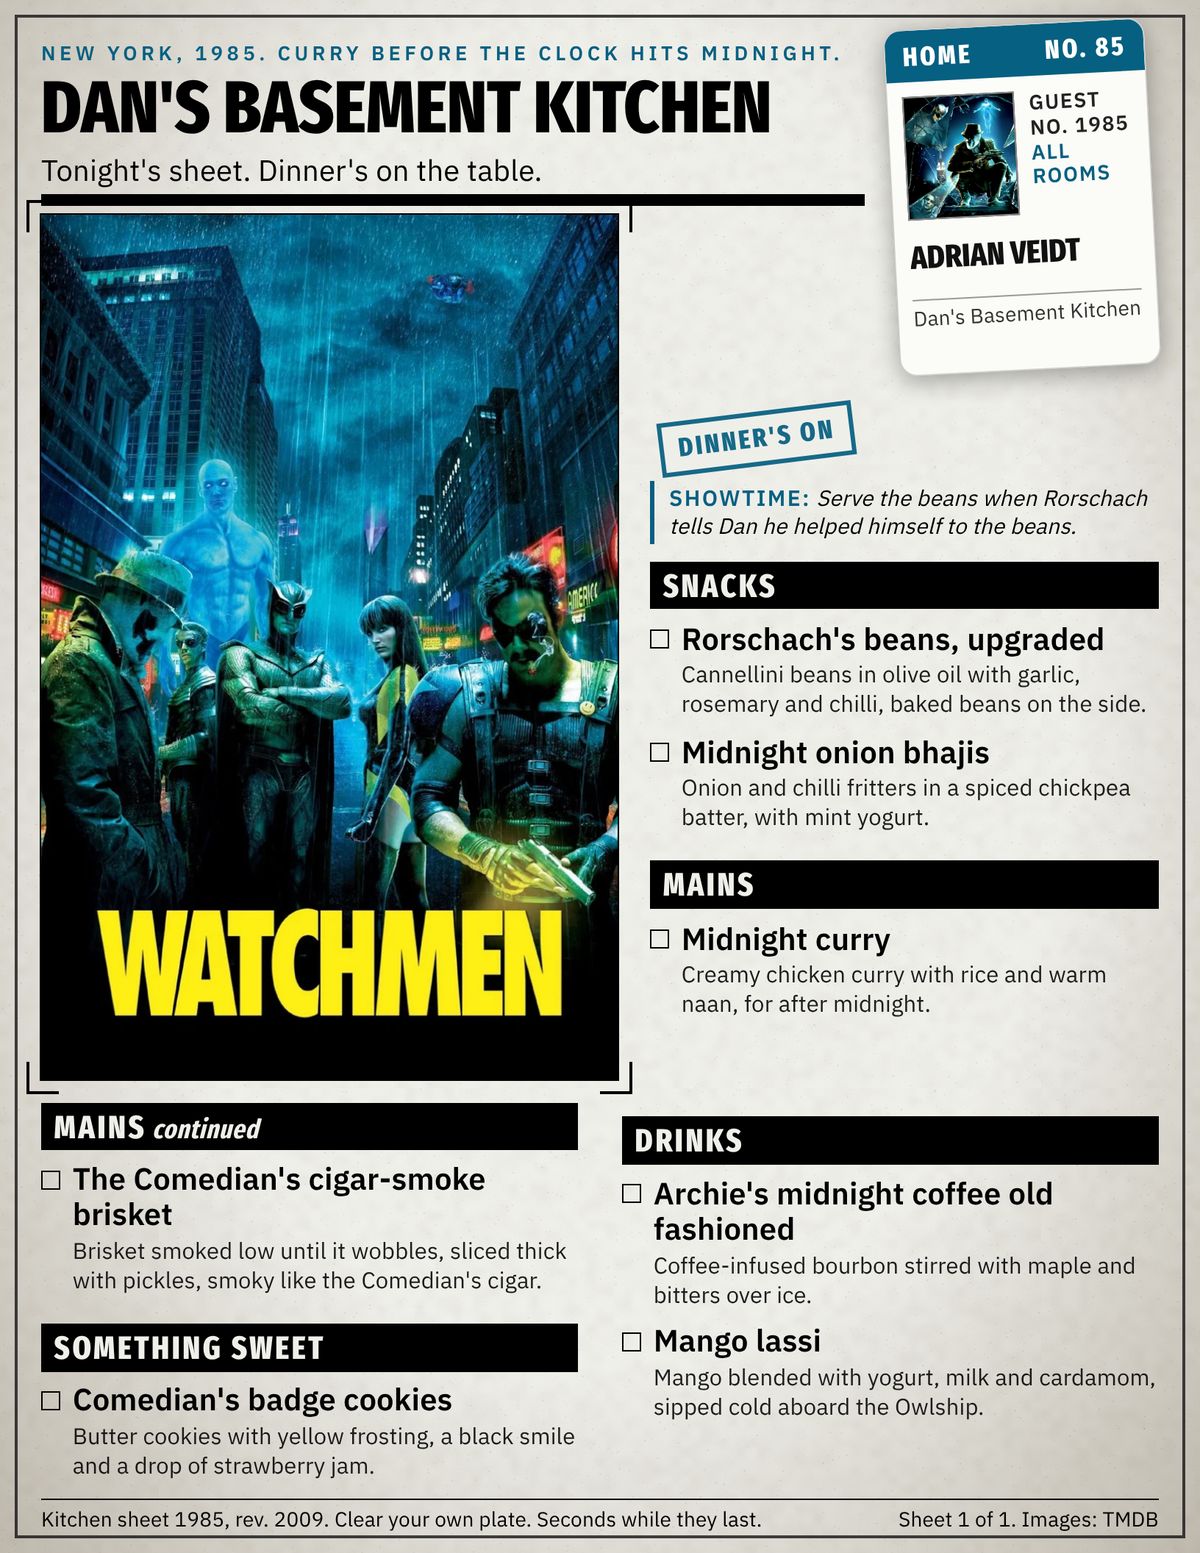 NEW YORK, 1985. CURRY BEFORE THE CLOCK HITS MIDNIGHT.
DAN'S BASEMENT KITCHEN
Tonight's sheet. Dinner's on the table.
HOME NO. 85
GUEST
NO. 1985
ALL
ROOMS
ADRIAN VEIDT
Dan's Basement Kitchen
WATCHMEN
DINNER'S ON
SHOWTIME: Serve the beans when Rorschach
tells Dan he helped himself to the beans.
SNACKS
Rorschach's beans, upgraded
Cannellini beans in olive oil with garlic,
rosemary and chilli, baked beans on the side.
Midnight onion bhajis
Onion and chilli fritters in a spiced chickpea
batter, with mint yogurt.
MAINS
Midnight curry
Creamy chicken curry with rice and warm
naan, for after midnight.
MAINS continued
The Comedian's cigar-smoke
brisket
Brisket smoked low until it wobbles, sliced thick
with pickles, smoky like the Comedian's cigar.
SOMETHING SWEET
Comedian's badge cookies
Butter cookies with yellow frosting, a black smile
and a drop of strawberry jam.
DRINKS
Archie's midnight coffee old
fashioned
Coffee-infused bourbon stirred with maple and
bitters over ice.
Mango lassi
Mango blended with yogurt, milk and cardamom,
sipped cold aboard the Owlship.
Kitchen sheet 1985, rev. 2009. Clear your own plate. Seconds while they last.
Sheet 1 of 1. Images: TMDB